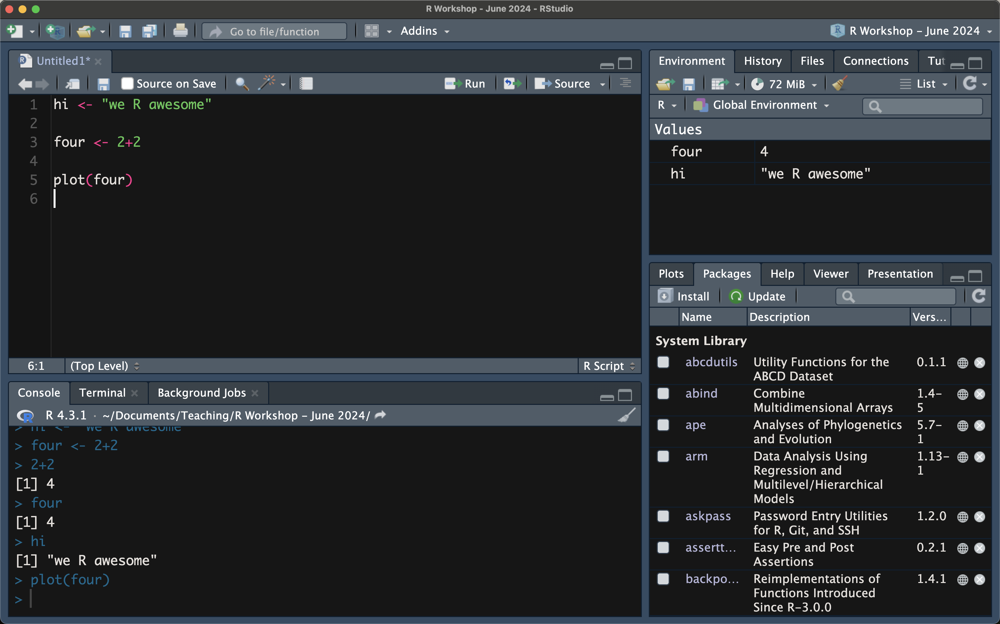 R Workshop - June 2024 - RStudio
Go to file/function
Addins
R Workshop – June 2024
Untitled1*
Source on Save
Run
Source
1 hi <- "we R awesome"
2
3 four <- 2+2
4
5 plot(four)
6
6:1 (Top Level) R Script
Console Terminal Background Jobs
R 4.3.1 · ~/Documents/Teaching/R Workshop – June 2024/
> hi <- "we R awesome"
> four <- 2+2
> 2+2
[1] 4
> four
[1] 4
> hi
[1] "we R awesome"
> plot(four)
>
Environment History Files Connections Tut
72 MiB List
R Global Environment
Values
four 4
hi "we R awesome"
Plots Packages Help Viewer Presentation
Install Update
Name Description Vers...
System Library
abcdutils Utility Functions for the 0.1.1
ABCD Dataset
abind Combine 1.4-
Multidimensional Arrays 5
ape Analyses of Phylogenetics 5.7-
and Evolution 1
arm Data Analysis Using 1.13-
Regression and 1
Multilevel/Hierarchical
Models
askpass Password Entry Utilities 1.2.0
for R, Git, and SSH
assertt... Easy Pre and Post 0.2.1
Assertions
backpo... Reimplementations of 1.4.1
Functions Introduced
Since R-3.0.0